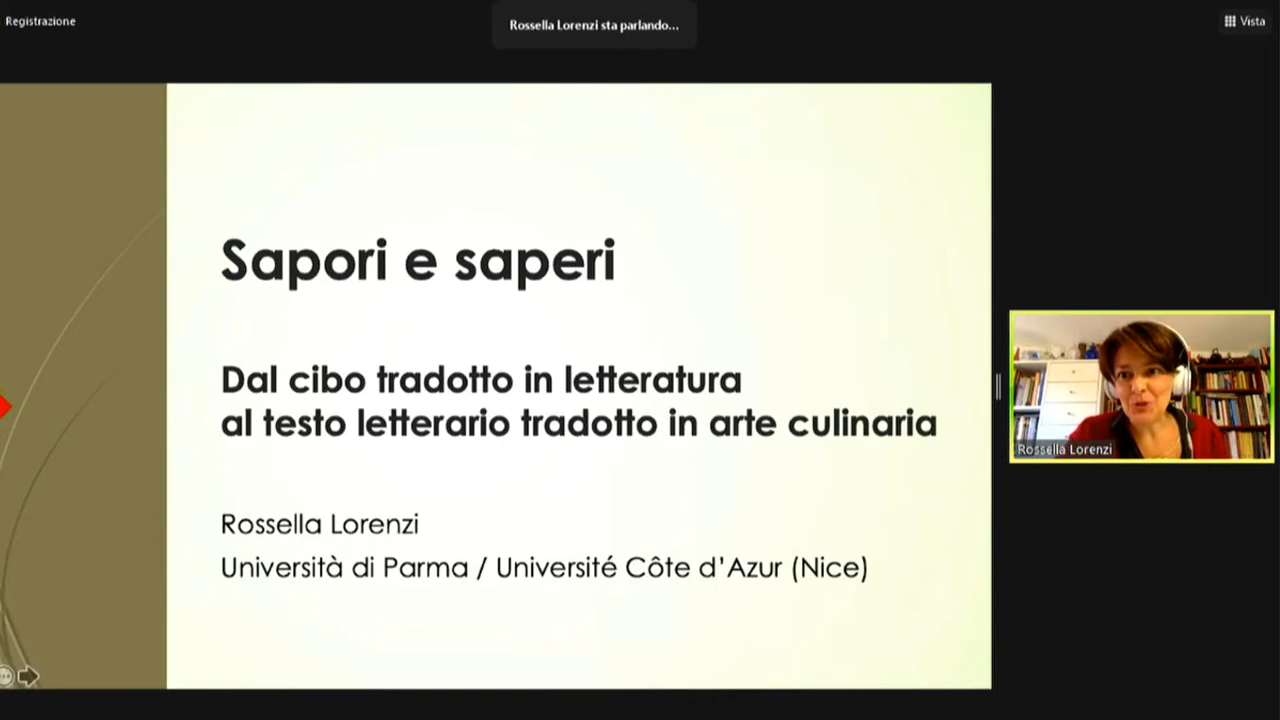 Registrazione
Rossella Lorenzi sta parlando...
Vista
Sapori e saperi
Dal cibo tradotto in letteratura
al testo letterario tradotto in arte culinaria
Rossella Lorenzi
Università di Parma / Université Côte d'Azur (Nice)
Rossella Lorenzi